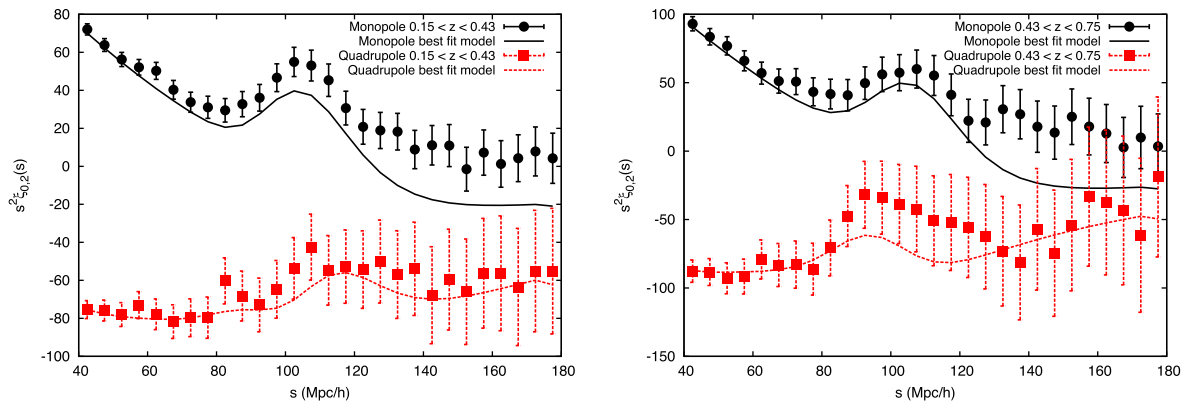 Monopole 0.15 < z < 0.43
Monopole best fit model
Quadrupole 0.15 < z < 0.43
Quadrupole best fit model
80
60
40
20
0
-20
-40
-60
-80
-100
s²ξ₀,₂(s)
40 60 80 100 120 140 160 180
s (Mpc/h)
Monopole 0.43 < z < 0.75
Monopole best fit model
Quadrupole 0.43 < z < 0.75
Quadrupole best fit model
100
50
0
-50
-100
-150
s²ξ₀,₂(s)
40 60 80 100 120 140 160 180
s (Mpc/h)